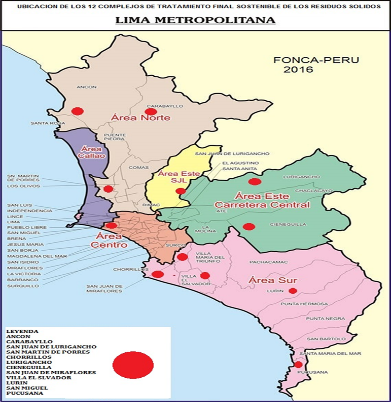 UBICACION DE LOS 12 COMPLEJOS DE TRATAMIENTO FINAL SOSTENIBLE DE LOS RESIDUOS SOLIDOS
LIMA METROPOLITANA
FONCA-PERU
2016
ANCON
SANTA ROSA
CARABAYLLO
Área Norte
PUENTE
PIEDRA
Área
Callao
COMAS
SAN JUAN DE LURIGANCHO
EL AGUSTINO
SANTA ANITA
Área Este
SJL
SN. MARTIN
DE PORRES
LOS OLIVOS
RIMAC
LURIGANCHO
CHACLACAYO
Área Este
Carretera Central
ATE
LA
MOLINA
CIENEGUILLA
SAN LUIS
INDEPENDENCIA
LINCE
LIMA
PUEBLO LIBRE
SAN MIGUEL
BRENA
JESUS MARIA
SAN BORJA
MAGDALENA DEL MAR
SAN ISIDRO
MIRAFLORES
LA VICTORIA
BARRANCO
SURQUILLO
Área
Centro
SURCO
VILLA
MARIA DEL
TRIUNFO
PACHACAMAC
CHORRILLOS
VILLA
EL
SALVADOR
SAN JUAN DE
MIRAFLORES
Área Sur
LURIN
PUNTA HERMOSA
PUNTA NEGRA
SAN BARTOLO
SANTA MARIA DEL MAR
PUCUSANA
LEYENDA
ANCON
CARABAYLLO
SAN JUAN DE LURIGANCHO
SAN MARTIN DE PORRES
CHORRILLOS
LURIGANCHO
CIENEGUILLA
SAN JUAN DE MIRAFLORES
VILLA EL SALVADOR
LURIN
SAN MIGUEL
PUCUSANA